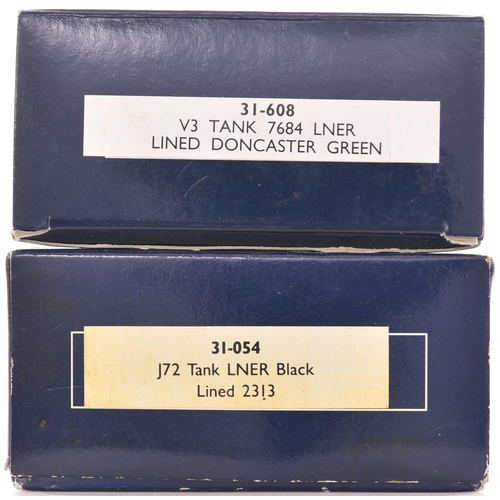 31-608
V3 TANK 7684 LNER
LINED DONCASTER GREEN
31-054
J72 Tank LNER Black
Lined 2313